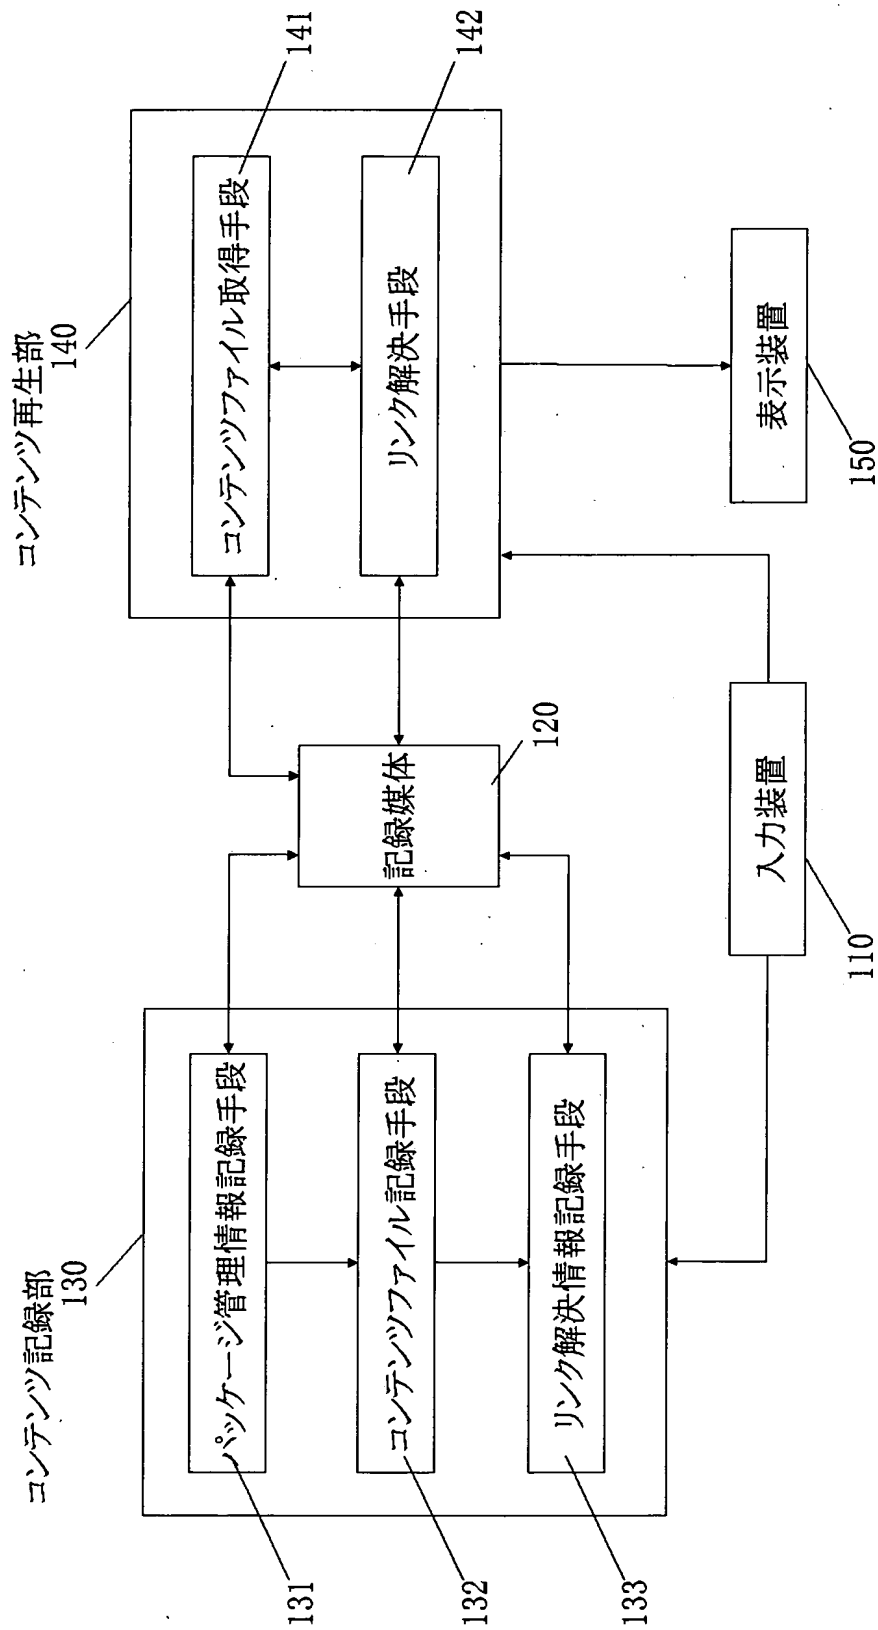 コンテンツ記録部
130
パッケージ管理情報記録手段
131
コンテンツファイル記録手段
132
リンク解決情報記録手段
133
記録媒体
120
コンテンツ再生部
140
コンテンツファイル取得手段
141
リンク解決手段
142
入力装置
110
表示装置
150